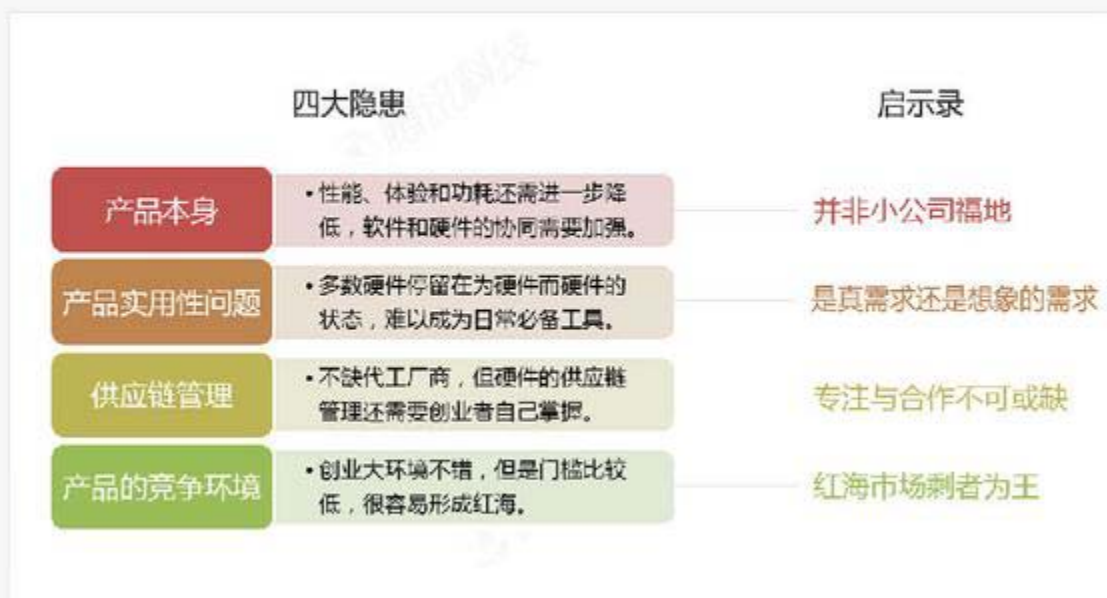 四大隐患
启示录
产品本身
•性能、体验和功耗还需进一步降
低，软件和硬件的协同需要加强。
并非小公司福地
产品实用性问题
•多数硬件停留在为硬件而硬件的
状态，难以成为日常必备工具。
是真需求还是想象的需求
供应链管理
•不缺代工厂商，但硬件的供应链
管理还需要创业者自己掌握。
专注与合作不可或缺
产品的竞争环境
•创业大环境不错，但是门槛比较
低，很容易形成红海。
红海市场剩者为王
腾讯科技